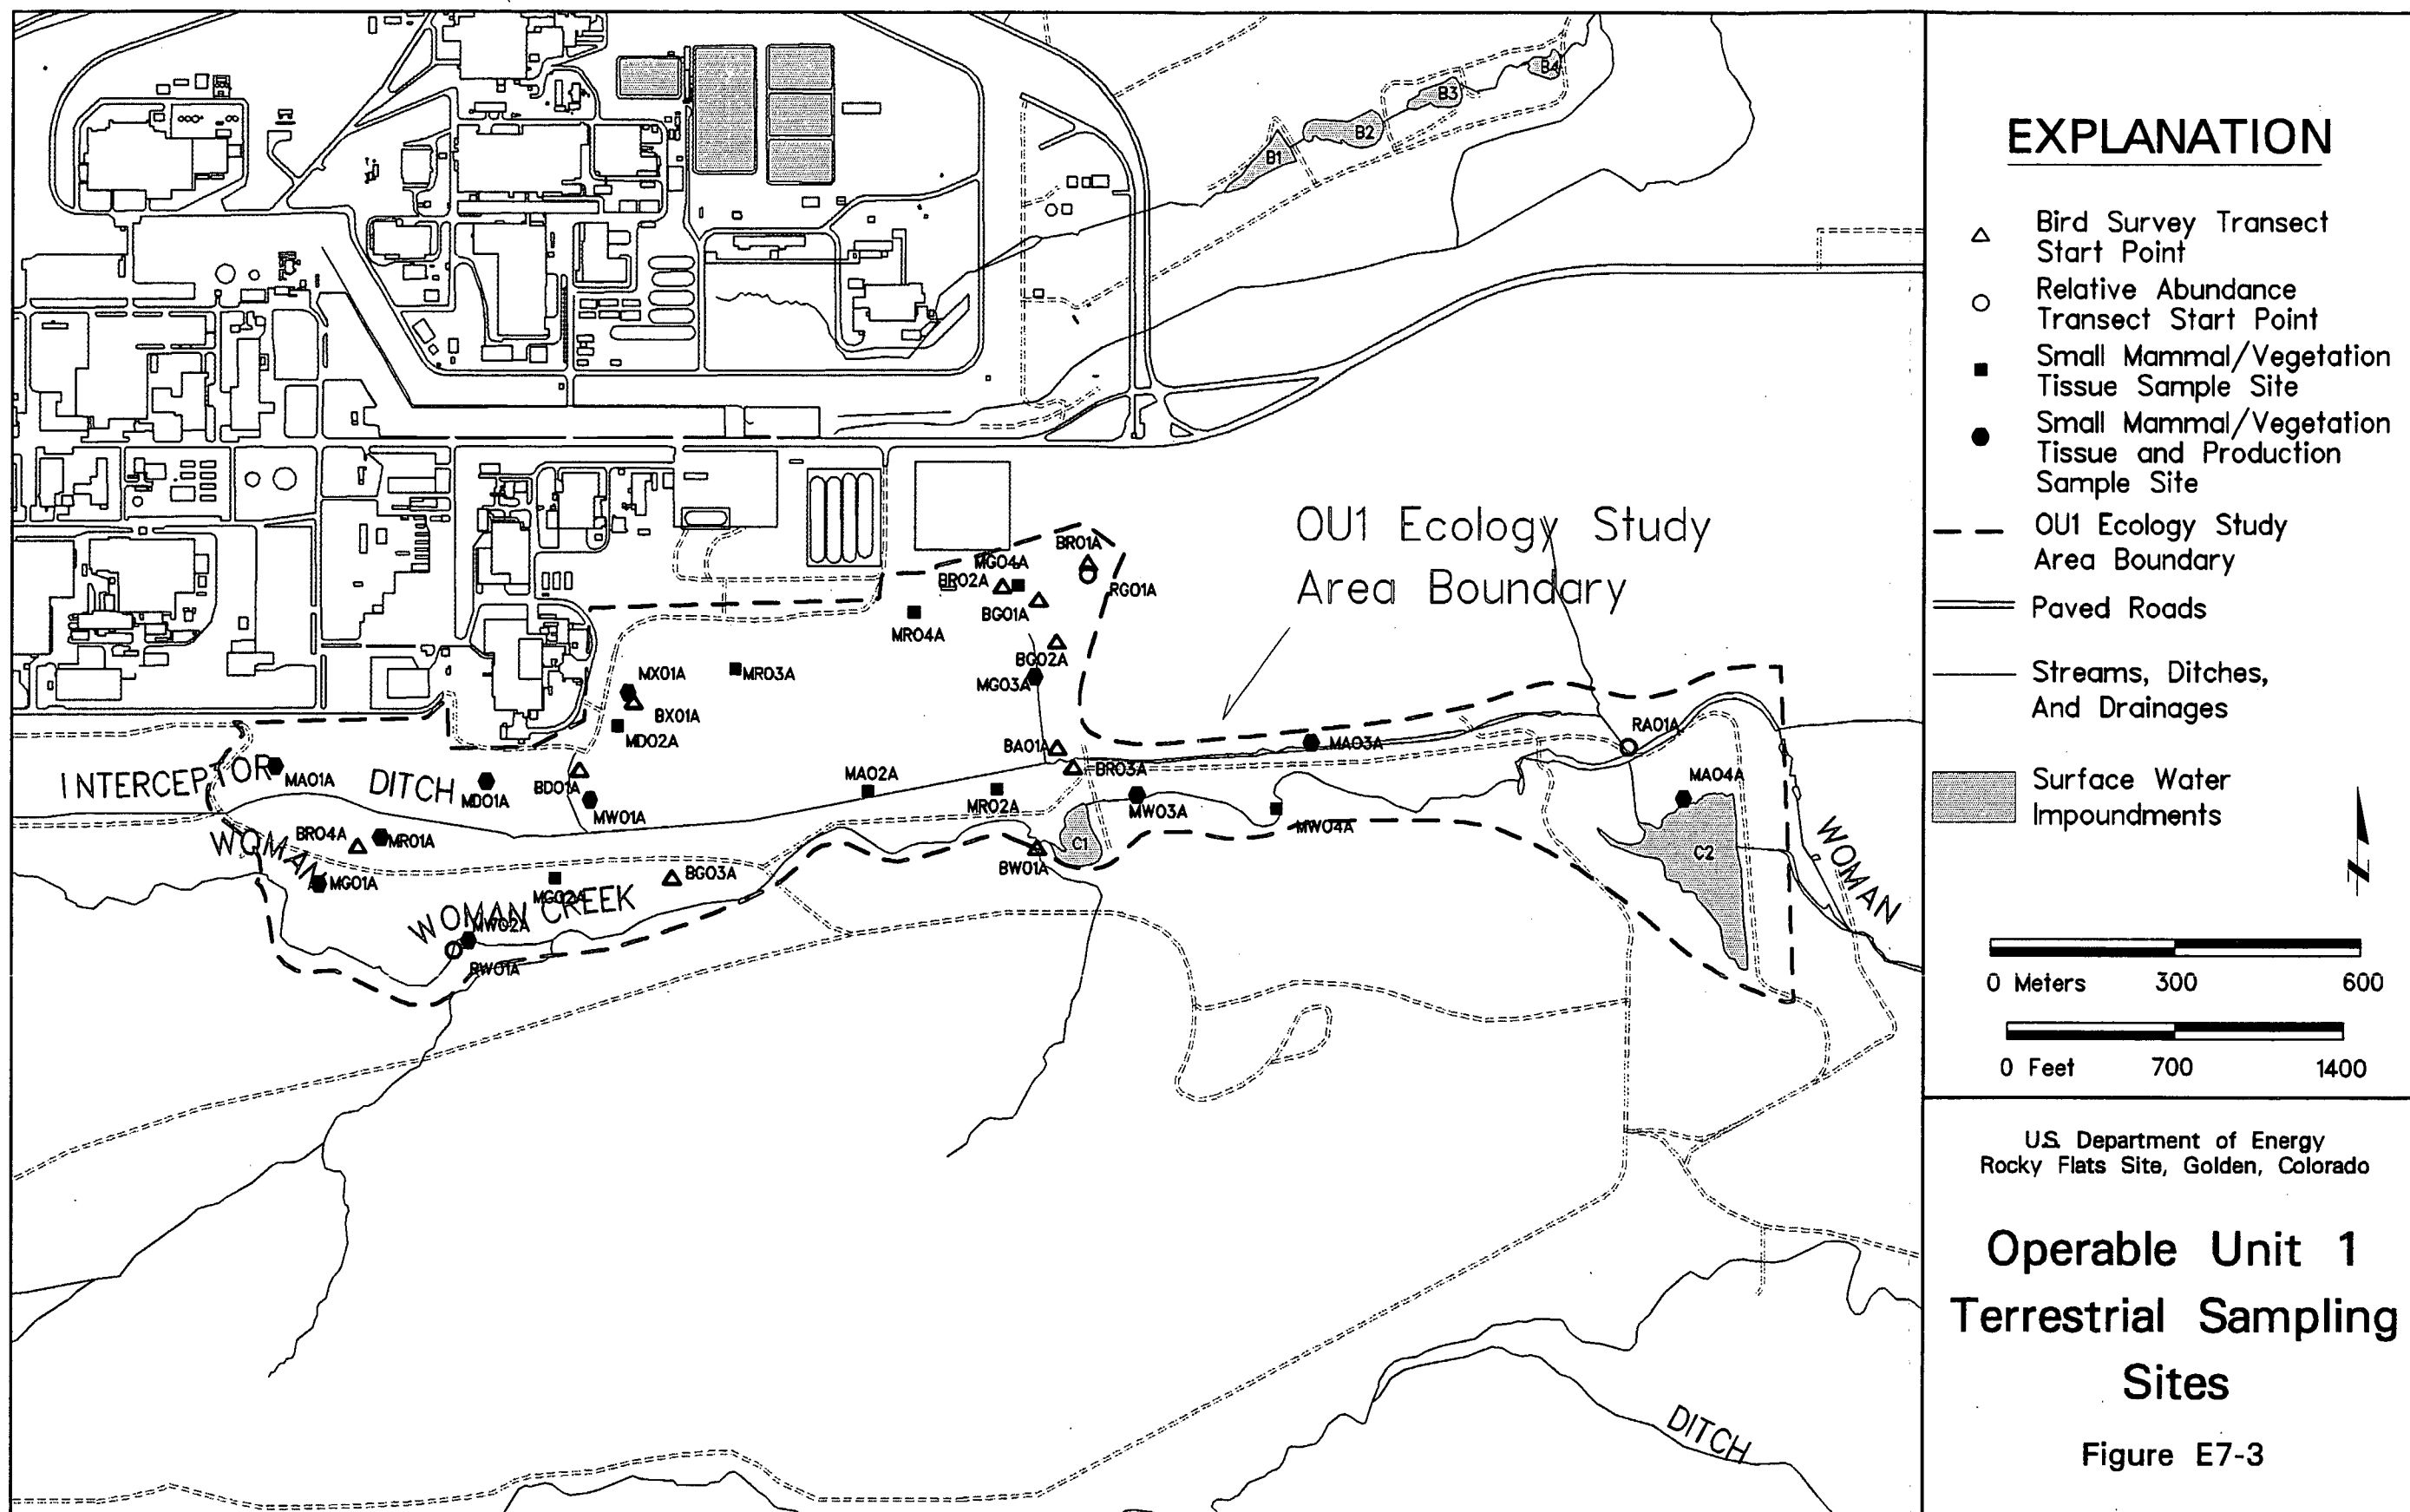 B4
B3
B2
B1
OU1 Ecology Study
Area Boundary
BR01A
MG04A
BR02A
RG01A
BG01A
MR04A
BG02A
MG03A
MX01A
MR03A
BX01A
MD02A
BA01A
MA03A
RA01A
INTERCEPTOR
DITCH
MA01A
MD01A
BD01A
MW01A
MA02A
MR02A
BR03A
MW03A
MW04A
MA04A
BR04A
MR01A
WOMAN
MG01A
MG02A
BG03A
BW01A
C1
C2
WOMAN
WOMAN CREEK
MW02A
RW01A
DITCH
EXPLANATION
Bird Survey Transect
Start Point
Relative Abundance
Transect Start Point
Small Mammal/Vegetation
Tissue Sample Site
Small Mammal/Vegetation
Tissue and Production
Sample Site
OU1 Ecology Study
Area Boundary
Paved Roads
Streams, Ditches,
And Drainages
Surface Water
Impoundments
N
0 Meters 300 600
0 Feet 700 1400
U.S. Department of Energy
Rocky Flats Site, Golden, Colorado
Operable Unit 1
Terrestrial Sampling
Sites
Figure E7-3